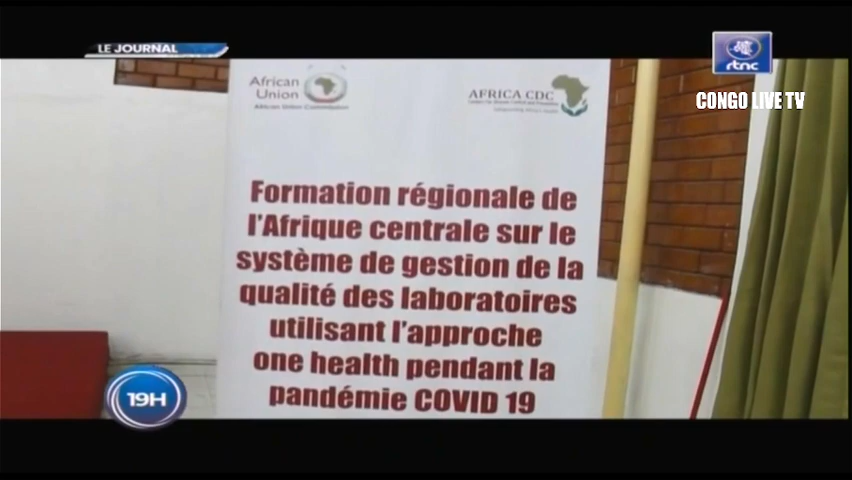 LE JOURNAL
rtnc
CONGO LIVE TV
African
Union
African Union Commission
AFRICA CDC
Formation régionale de
l'Afrique centrale sur le
système de gestion de la
qualité des laboratoires
utilisant l'approche
one health pendant la
pandémie COVID 19
19H